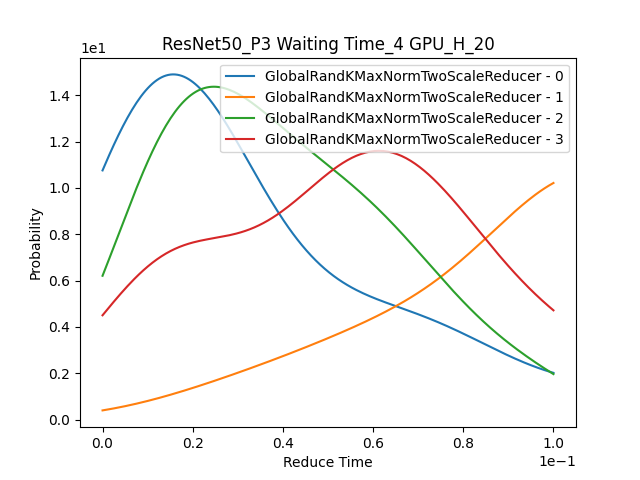 ResNet50_P3 Waiting Time_4 GPU_H_20
1e1
GlobalRandKMaxNormTwoScaleReducer - 0
GlobalRandKMaxNormTwoScaleReducer - 1
GlobalRandKMaxNormTwoScaleReducer - 2
GlobalRandKMaxNormTwoScaleReducer - 3
1.4
1.2
1.0
0.8
0.6
0.4
0.2
0.0
Probability
0.0 0.2 0.4 0.6 0.8 1.0
Reduce Time
1e−1